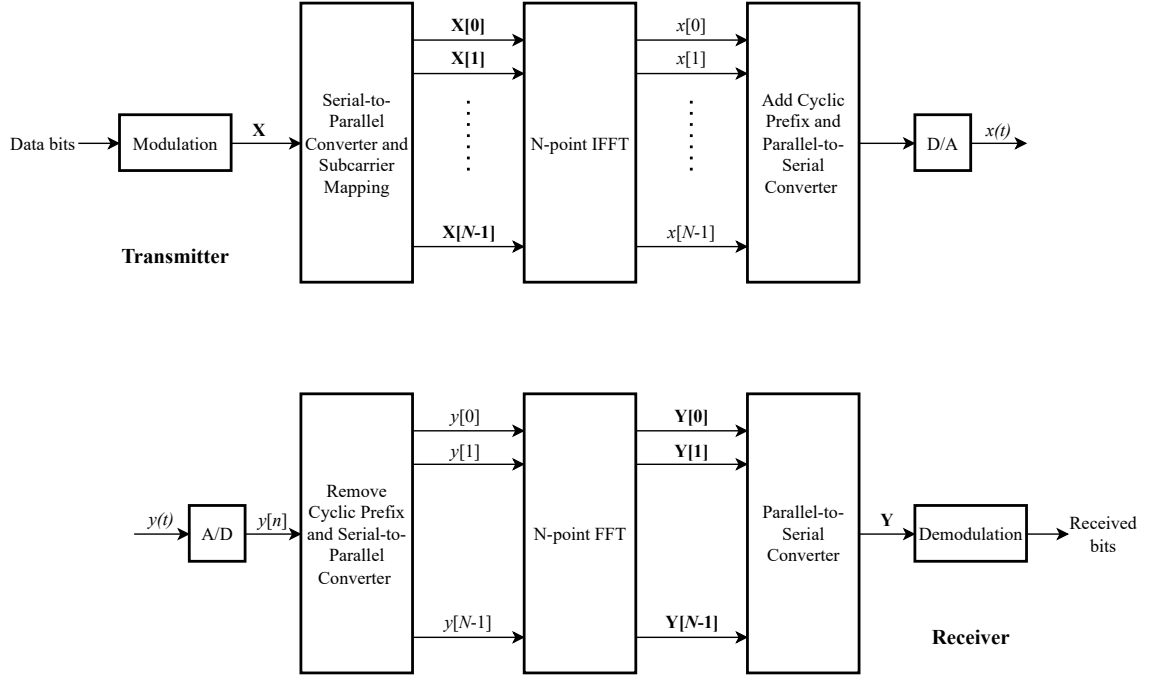 X[0]
x[0]
X[1]
x[1]
Serial-to-
Parallel
Converter and
Subcarrier
Mapping
Add Cyclic
Prefix and
Parallel-to-
Serial
Converter
Data bits
Modulation
X
N-point IFFT
D/A
x(t)
X[N-1]
x[N-1]
Transmitter
y[0]
Y[0]
y[1]
Y[1]
y(t)
A/D
y[n]
Remove
Cyclic Prefix
and Serial-to-
Parallel
Converter
N-point FFT
Parallel-to-
Serial
Converter
Y
Demodulation
Received
bits
y[N-1]
Y[N-1]
Receiver